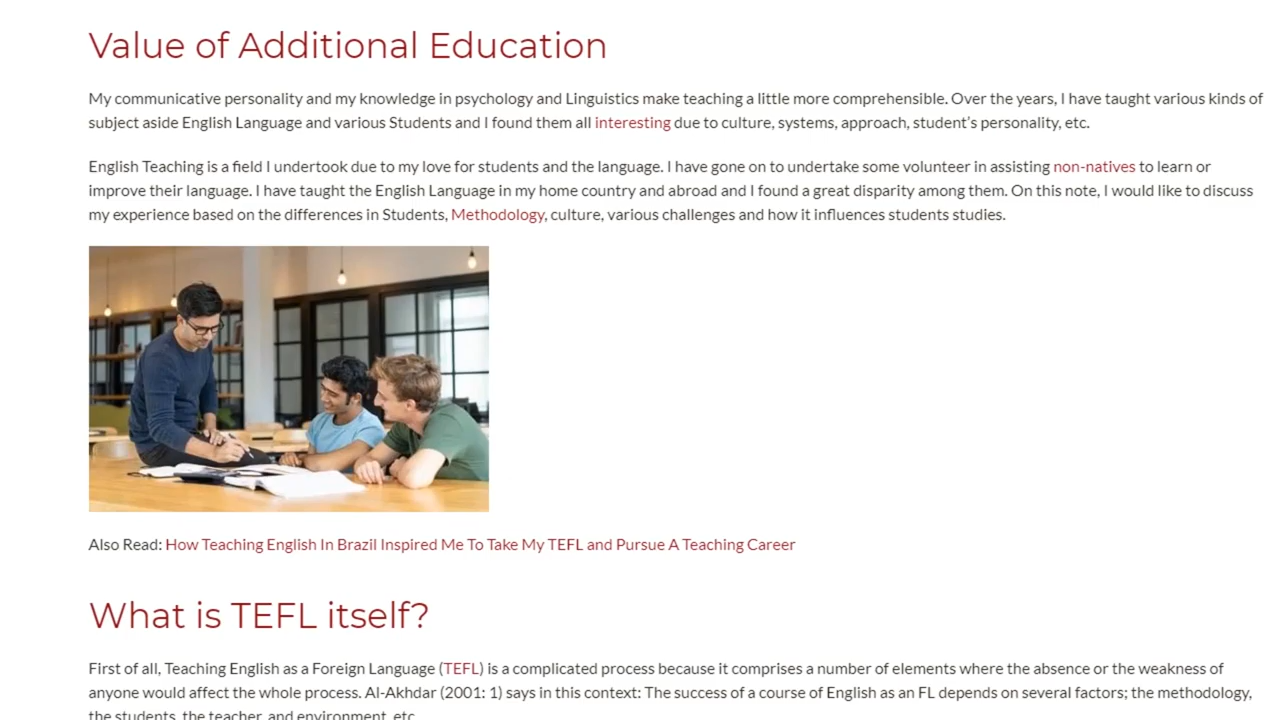 Value of Additional Education
My communicative personality and my knowledge in psychology and Linguistics make teaching a little more comprehensible. Over the years, I have taught various kinds of
subject aside English Language and various Students and I found them all interesting due to culture, systems, approach, student's personality, etc.
English Teaching is a field I undertook due to my love for students and the language. I have gone on to undertake some volunteer in assisting non-natives to learn or
improve their language. I have taught the English Language in my home country and abroad and I found a great disparity among them. On this note, I would like to discuss
my experience based on the differences in Students, Methodology, culture, various challenges and how it influences students studies.
Also Read: How Teaching English In Brazil Inspired Me To Take My TEFL and Pursue A Teaching Career
What is TEFL itself?
First of all, Teaching English as a Foreign Language (TEFL) is a complicated process because it comprises a number of elements where the absence or the weakness of
anyone would affect the whole process. Al-Akhdar (2001: 1) says in this context: The success of a course of English as an FL depends on several factors; the methodology,
the students, the teacher, and environment, etc